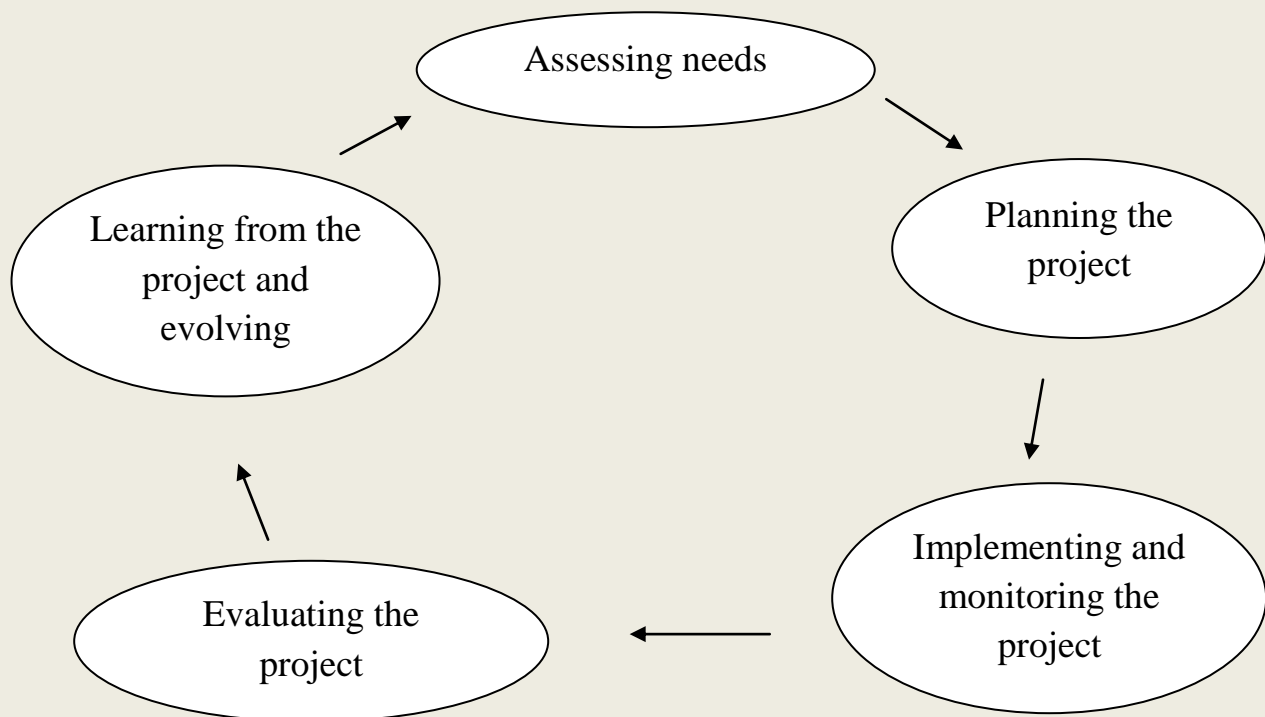 Assessing needs
Planning the
project
Implementing and
monitoring the
project
Evaluating the
project
Learning from the
project and
evolving